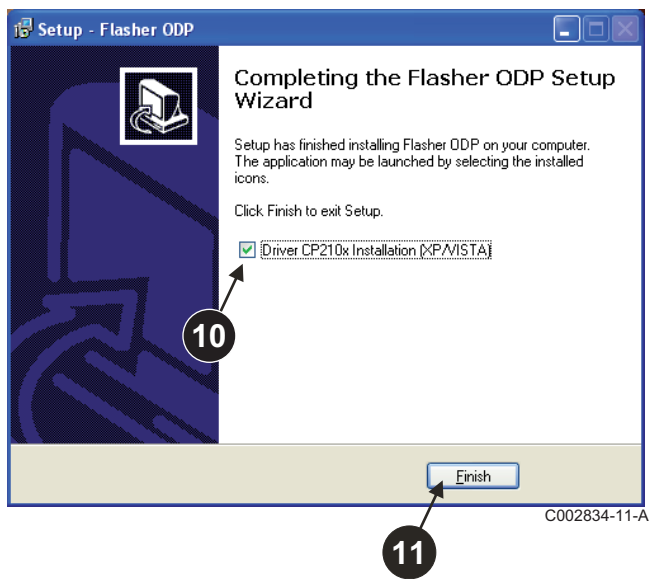 Setup - Flasher ODP
Completing the Flasher ODP Setup
Wizard
Setup has finished installing Flasher ODP on your computer.
The application may be launched by selecting the installed
icons.
Click Finish to exit Setup.
Driver CP210x Installation (XP/VISTA)
10
Finish
C002834-11-A
11